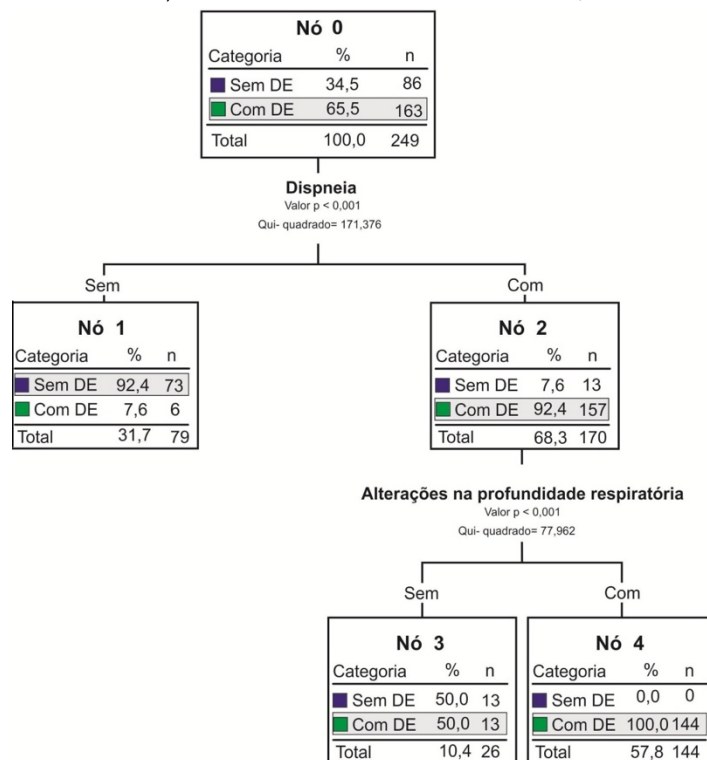 Nó 0
Categoria % n
Sem DE 34,5 86
Com DE 65,5 163
Total 100,0 249
Dispneia
Valor p < 0,001
Qui- quadrado= 171,376
Sem
Com
Nó 1
Categoria % n
Sem DE 92,4 73
Com DE 7,6 6
Total 31,7 79
Nó 2
Categoria % n
Sem DE 7,6 13
Com DE 92,4 157
Total 68,3 170
Alterações na profundidade respiratória
Valor p < 0,001
Qui- quadrado= 77,962
Sem
Com
Nó 3
Categoria % n
Sem DE 50,0 13
Com DE 50,0 13
Total 10,4 26
Nó 4
Categoria % n
Sem DE 0,0 0
Com DE 100,0 144
Total 57,8 144